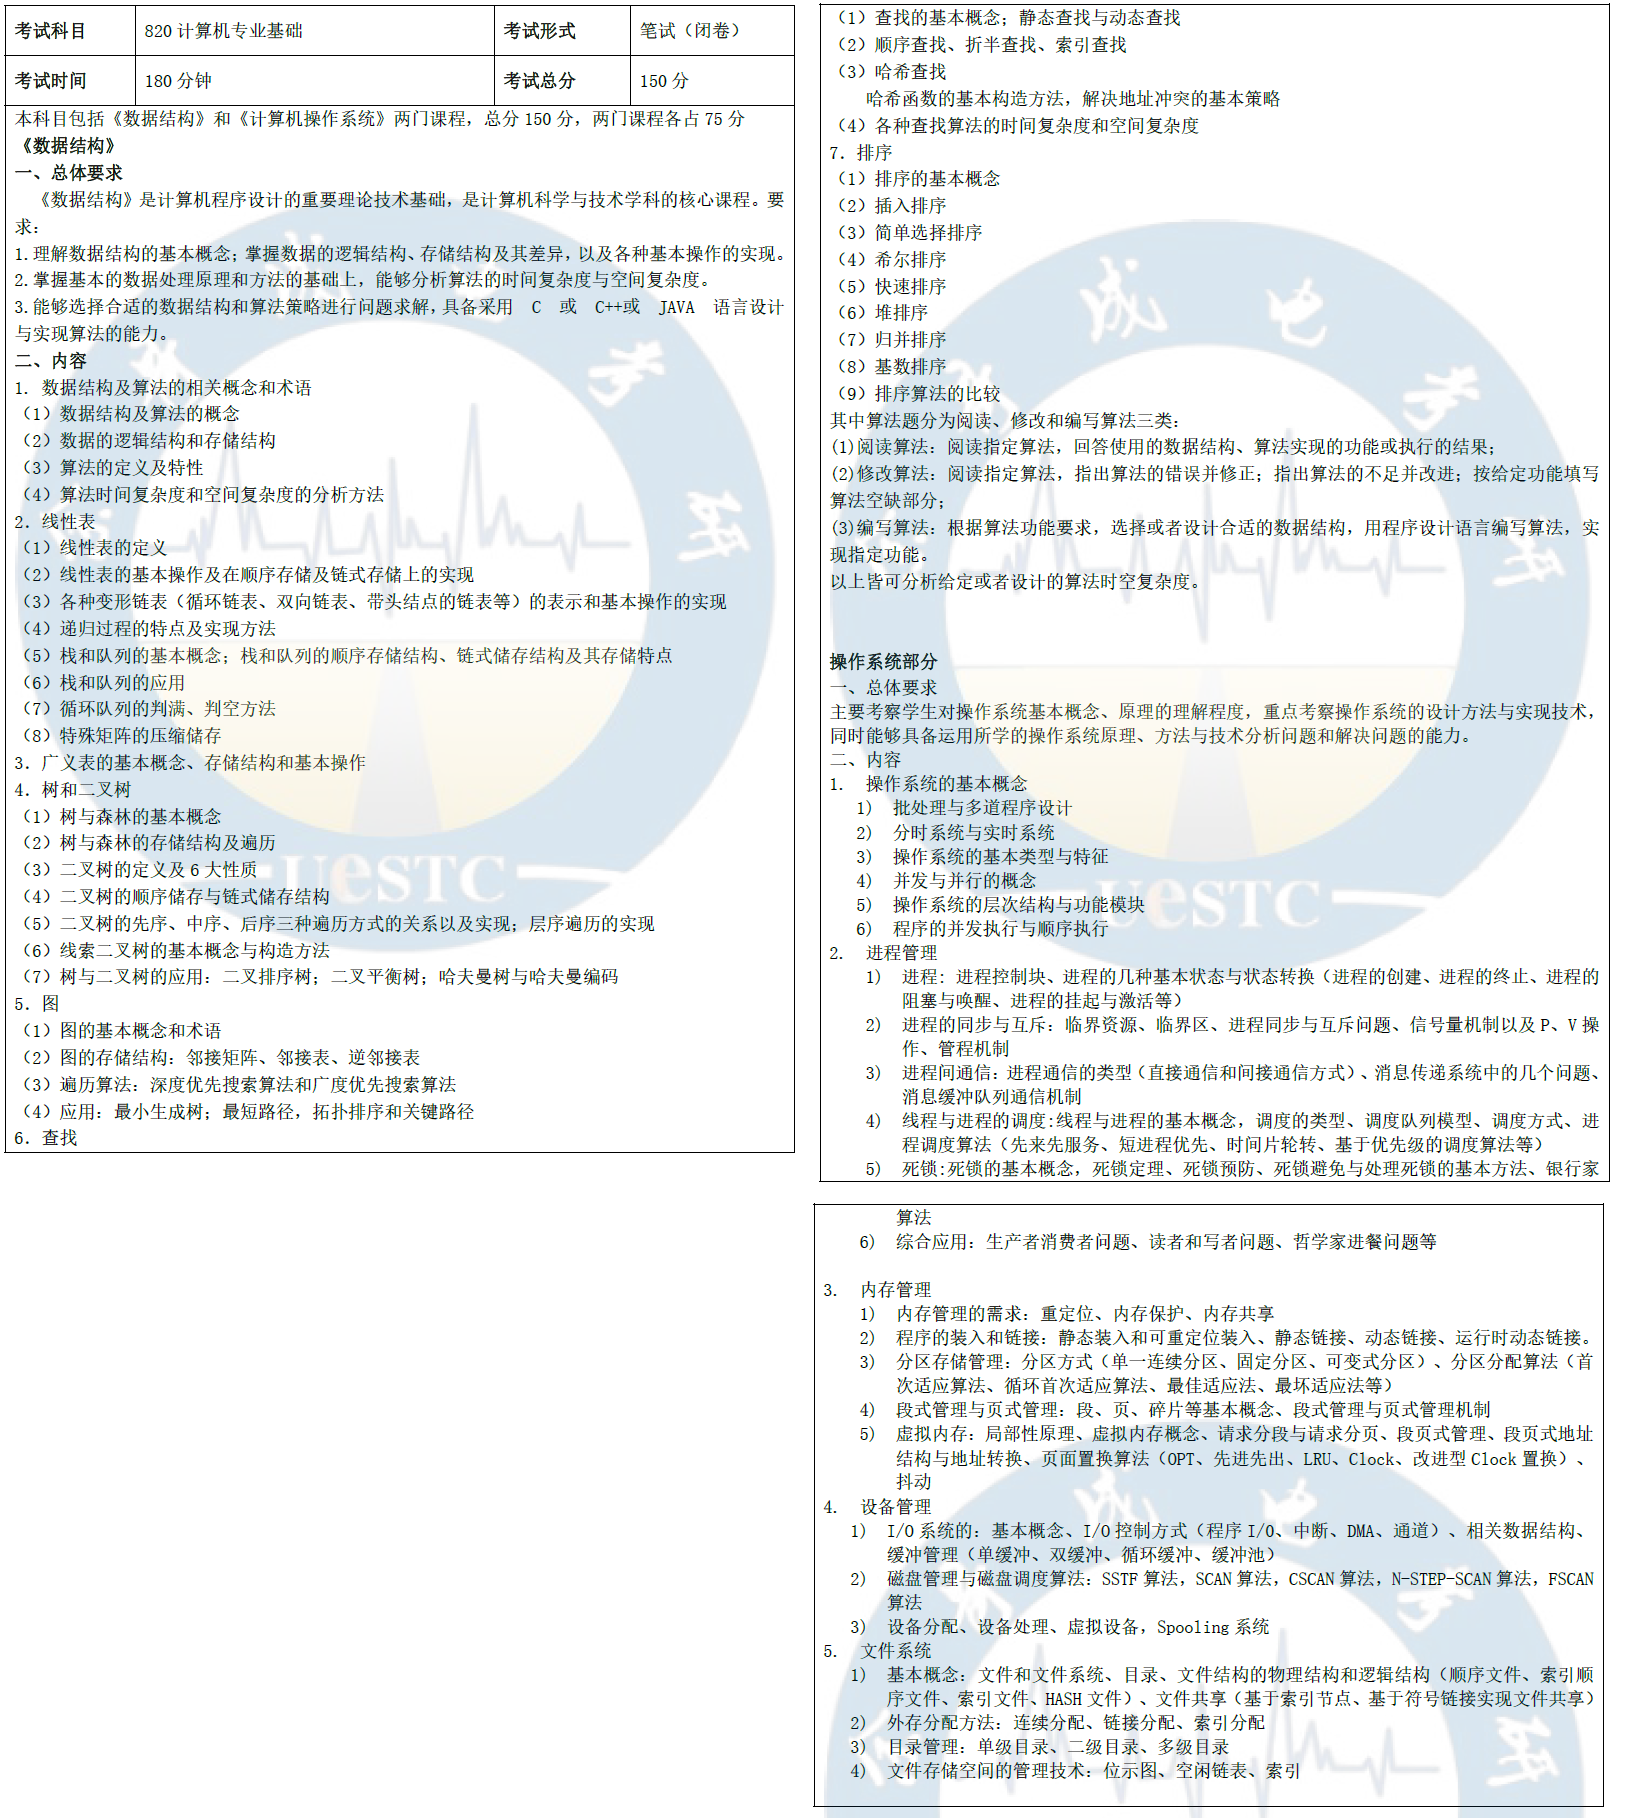 考试科目 820 计算机专业基础 考试形式 笔试（闭卷）
考试时间 180 分钟 考试总分 150 分
本科目包括《数据结构》和《计算机操作系统》两门课程，总分 150 分，两门课程各占 75 分
《数据结构》
一、总体要求
《数据结构》是计算机程序设计的重要理论技术基础，是计算机科学与技术学科的核心课程。要
求：
1.理解数据结构的基本概念；掌握数据的逻辑结构、存储结构及其差异，以及各种基本操作的实现。
2.掌握基本的数据处理原理和方法的基础上，能够分析算法的时间复杂度与空间复杂度。
3.能够选择合适的数据结构和算法策略进行问题求解，具备采用 C 或 C++或 JAVA 语言设计
与实现算法的能力。
二、内容
1. 数据结构及算法的相关概念和术语
（1）数据结构及算法的概念
（2）数据的逻辑结构和存储结构
（3）算法的定义及特性
（4）算法时间复杂度和空间复杂度的分析方法
2．线性表
（1）线性表的定义
（2）线性表的基本操作及在顺序存储及链式存储上的实现
（3）各种变形链表（循环链表、双向链表、带头结点的链表等）的表示和基本操作的实现
（4）递归过程的特点及实现方法
（5）栈和队列的基本概念；栈和队列的顺序存储结构、链式储存结构及其存储特点
（6）栈和队列的应用
（7）循环队列的判满、判空方法
（8）特殊矩阵的压缩储存
3．广义表的基本概念、存储结构和基本操作
4．树和二叉树
（1）树与森林的基本概念
（2）树与森林的存储结构及遍历
（3）二叉树的定义及 6 大性质
（4）二叉树的顺序储存与链式储存结构
（5）二叉树的先序、中序、后序三种遍历方式的关系以及实现；层序遍历的实现
（6）线索二叉树的基本概念与构造方法
（7）树与二叉树的应用：二叉排序树；二叉平衡树；哈夫曼树与哈夫曼编码
5．图
（1）图的基本概念和术语
（2）图的存储结构：邻接矩阵、邻接表、逆邻接表
（3）遍历算法：深度优先搜索算法和广度优先搜索算法
（4）应用：最小生成树；最短路径，拓扑排序和关键路径
6．查找
（1）查找的基本概念；静态查找与动态查找
（2）顺序查找、折半查找、索引查找
（3）哈希查找
哈希函数的基本构造方法，解决地址冲突的基本策略
（4）各种查找算法的时间复杂度和空间复杂度
7．排序
（1）排序的基本概念
（2）插入排序
（3）简单选择排序
（4）希尔排序
（5）快速排序
（6）堆排序
（7）归并排序
（8）基数排序
（9）排序算法的比较
其中算法题分为阅读、修改和编写算法三类：
(1)阅读算法：阅读指定算法，回答使用的数据结构、算法实现的功能或执行的结果；
(2)修改算法：阅读指定算法，指出算法的错误并修正；指出算法的不足并改进；按给定功能填写
算法空缺部分；
(3)编写算法：根据算法功能要求，选择或者设计合适的数据结构，用程序设计语言编写算法，实
现指定功能。
以上皆可分析给定或者设计的算法时空复杂度。
操作系统部分
一、总体要求
主要考察学生对操作系统基本概念、原理的理解程度，重点考察操作系统的设计方法与实现技术，
同时能够具备运用所学的操作系统原理、方法与技术分析问题和解决问题的能力。
二、内容
1. 操作系统的基本概念
1) 批处理与多道程序设计
2) 分时系统与实时系统
3) 操作系统的基本类型与特征
4) 并发与并行的概念
5) 操作系统的层次结构与功能模块
6) 程序的并发执行与顺序执行
2. 进程管理
1) 进程：进程控制块、进程的几种基本状态与状态转换（进程的创建、进程的终止、进程的
阻塞与唤醒、进程的挂起与激活等）
2) 进程的同步与互斥：临界资源、临界区、进程同步与互斥问题、信号量机制以及 P、V 操
作、管程机制
3) 进程间通信：进程通信的类型（直接通信和间接通信方式）、消息传递系统中的几个问题、
消息缓冲队列通信机制
4) 线程与进程的调度:线程与进程的基本概念，调度的类型、调度队列模型、调度方式、进
程调度算法（先来先服务、短进程优先、时间片轮转、基于优先级的调度算法等）
5) 死锁:死锁的基本概念，死锁定理、死锁预防、死锁避免与处理死锁的基本方法、银行家
算法
6) 综合应用：生产者消费者问题、读者和写者问题、哲学家进餐问题等
3. 内存管理
1) 内存管理的需求：重定位、内存保护、内存共享
2) 程序的装入和链接：静态装入和可重定位装入、静态链接、动态链接、运行时动态链接。
3) 分区存储管理：分区方式（单一连续分区、固定分区、可变式分区）、分区分配算法（首
次适应算法、循环首次适应算法、最佳适应法、最坏适应法等）
4) 段式管理与页式管理：段、页、碎片等基本概念、段式管理与页式管理机制
5) 虚拟内存：局部性原理、虚拟内存概念、请求分段与请求分页、段页式管理、段页式地址
结构与地址转换、页面置换算法（OPT、先进先出、LRU、Clock、改进型 Clock 置换）、
抖动
4. 设备管理
1) I/O 系统的：基本概念、I/O 控制方式（程序 I/O、中断、DMA、通道）、相关数据结构、
缓冲管理（单缓冲、双缓冲、循环缓冲、缓冲池）
2) 磁盘管理与磁盘调度算法：SSTF 算法，SCAN 算法，CSCAN 算法，N-STEP-SCAN 算法，FSCAN
算法
3) 设备分配、设备处理、虚拟设备，Spooling 系统
5. 文件系统
1) 基本概念：文件和文件系统、目录、文件结构的物理结构和逻辑结构（顺序文件、索引顺
序文件、索引文件、HASH 文件）、文件共享（基于索引节点、基于符号链接实现文件共享）
2) 外存分配方法：连续分配、链接分配、索引分配
3) 目录管理：单级目录、二级目录、多级目录
4) 文件存储空间的管理技术：位示图、空闲链表、索引